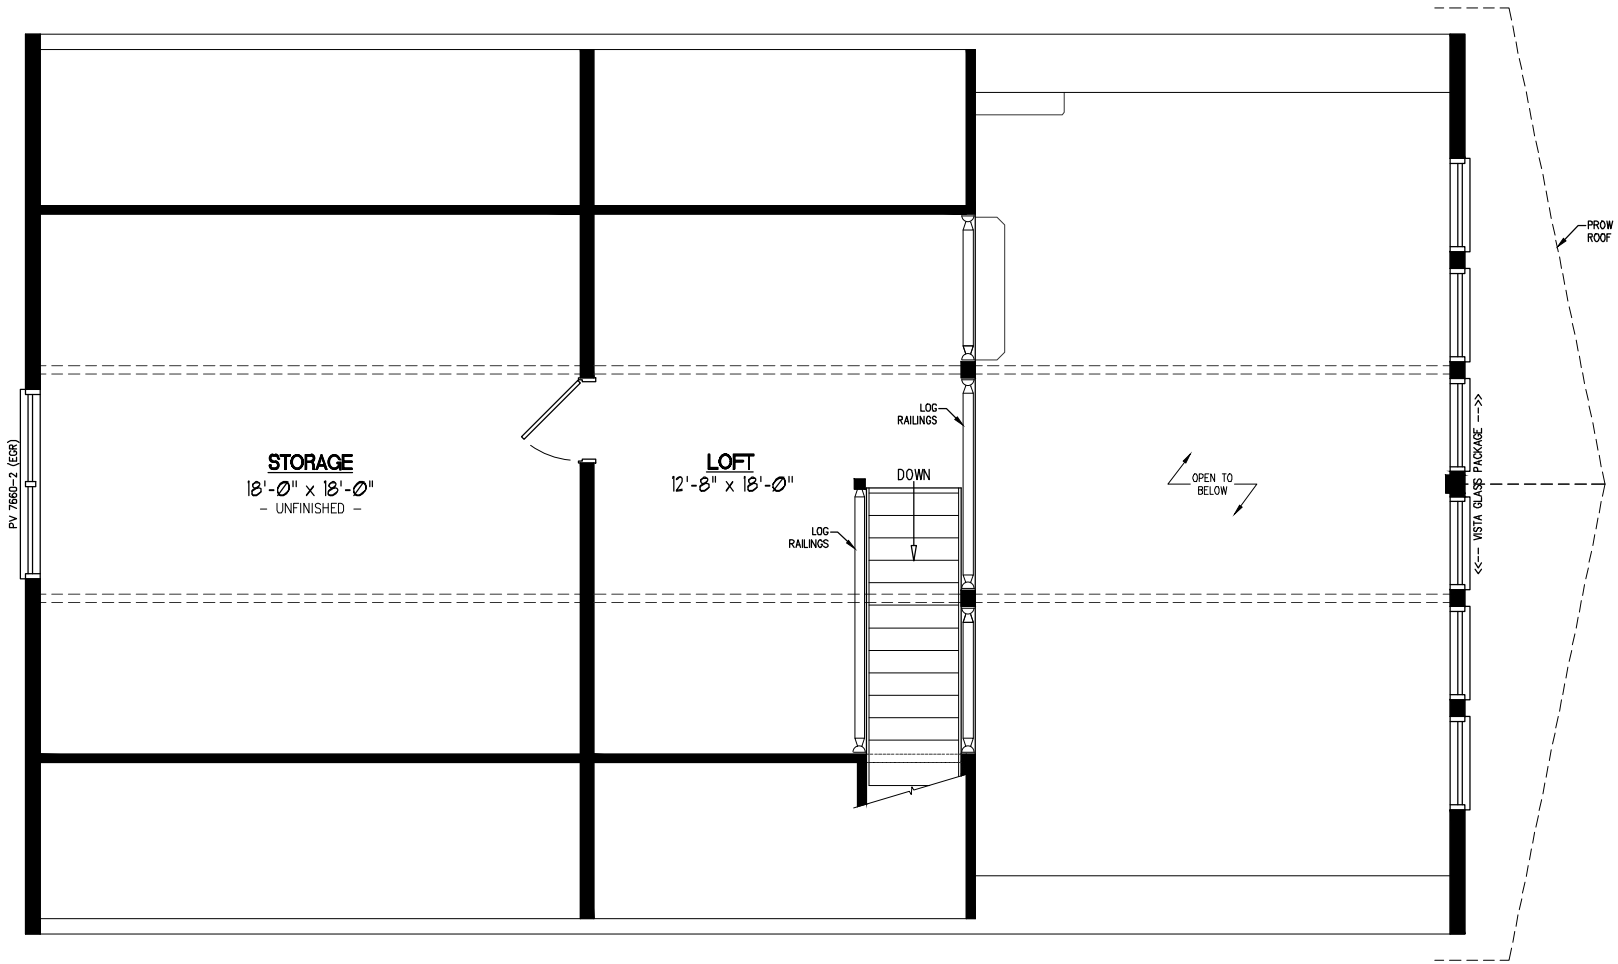 PROW
ROOF
LOG
RAILINGS
STORAGE
18'-0" x 18'-0"
- UNFINISHED -
LOFT
12'-8" x 18'-0"
DOWN
OPEN TO
BELOW
LOG
RAILINGS
PV 7660-2 (EGR)
<<--- VISTA GLASS PACKAGE --->>